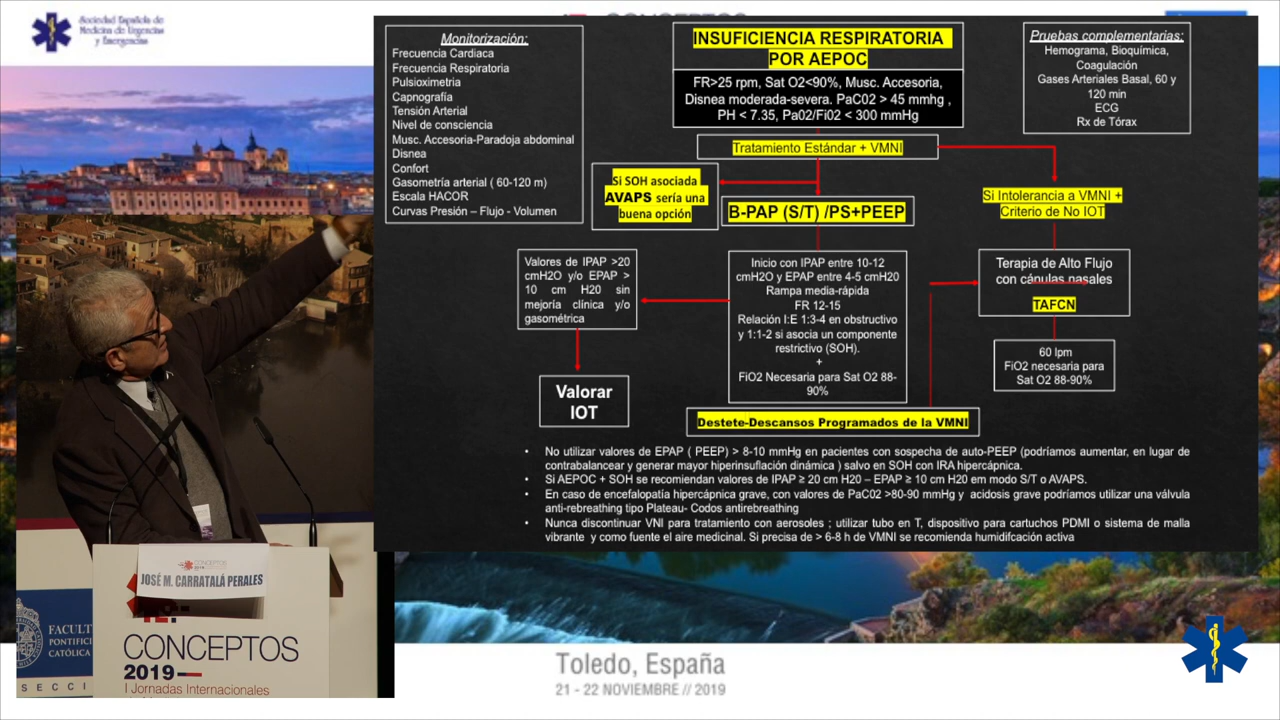 Sociedad Española de
Medicina de Urgencias
y Emergencias
CONCEPTOS
Monitorización:
Frecuencia Cardiaca
Frecuencia Respiratoria
Pulsioximetria
Capnografía
Tensión Arterial
Nivel de consciencia
Musc. Accesoria-Paradoja abdominal
Disnea
Confort
Gasometría arterial ( 60-120 m)
Escala HACOR
Curvas Presión – Flujo - Volumen
INSUFICIENCIA RESPIRATORIA
POR AEPOC
FR>25 rpm, Sat O2<90%, Musc. Accesoria,
Disnea moderada-severa. PaC02 > 45 mmhg ,
PH < 7.35, Pa02/Fi02 < 300 mmHg
Pruebas complementarias:
Hemograma, Bioquímica,
Coagulación
Gases Arteriales Basal, 60 y
120 min
ECG
Rx de Tórax
Tratamiento Estándar + VMNI
Si SOH asociada
AVAPS sería una
buena opción
B-PAP (S/T) /PS+PEEP
Si Intolerancia a VMNI +
Criterio de No IOT
Valores de IPAP >20
cmH2O y/o EPAP >
10 cm H20 sin
mejoría clínica y/o
gasométrica
Inicio con IPAP entre 10-12
cmH2O y EPAP entre 4-5 cmH20
Rampa media-rápida
FR 12-15
Relación I:E 1:3-4 en obstructivo
y 1:1-2 si asocia un componente
restrictivo (SOH).
+
FiO2 Necesaria para Sat O2 88-
90%
Terapia de Alto Flujo
con cánulas nasales
TAFCN
60 lpm
FiO2 necesaria para
Sat O2 88-90%
Valorar
IOT
Destete-Descansos Programados de la VMNI
• No utilizar valores de EPAP ( PEEP) > 8-10 mmHg en pacientes con sospecha de auto-PEEP (podríamos aumentar, en lugar de
contrabalancear y generar mayor hiperinsuflación dinámica ) salvo en SOH con IRA hipercápnica.
• Si AEPOC + SOH se recomiendan valores de IPAP ≥ 20 cm H20 – EPAP ≥ 10 cm H20 em modo S/T o AVAPS.
• En caso de encefalopatía hipercápnica grave, con valores de PaC02 >80-90 mmHg y acidosis grave podríamos utilizar una válvula
anti-rebreathing tipo Plateau- Codos antirebreathing
• Nunca discontinuar VNI para tratamiento con aerosoles ; utilizar tubo en T, dispositivo para cartuchos PDMI o sistema de malla
vibrante y como fuente el aire medicinal. Si precisa de > 6-8 h de VMNI se recomienda humidifcación activa
CONCEPTOS
JOSÉ M. CARRATALÁ PERALES
FACULT
PONTIFICI
CATÓLICA
SECCI
CONCEPTOS
2019
I Jornadas Internacionales
Toledo, España
21 - 22 NOVIEMBRE // 2019